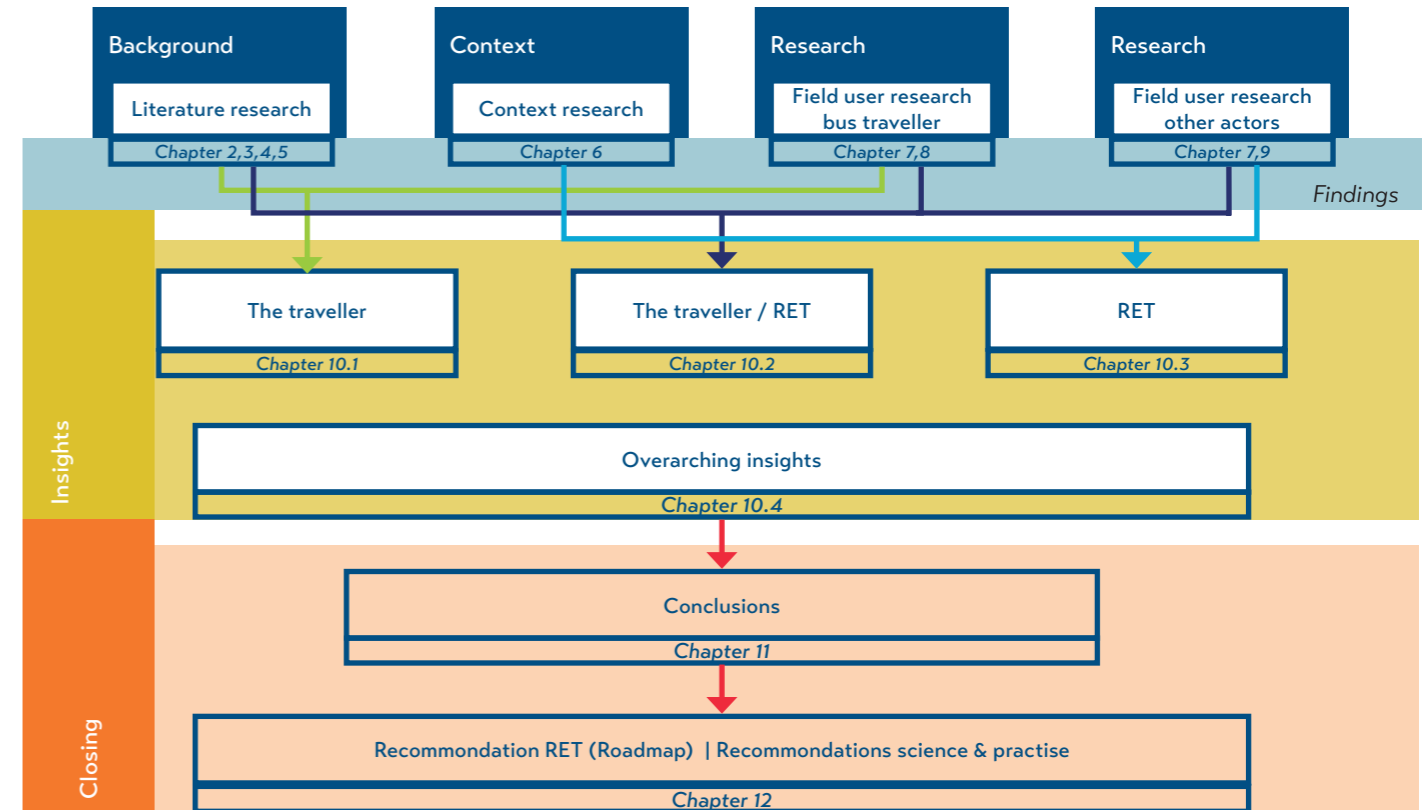 Background
Context
Research
Research
Literature research
Context research
Field user research
bus traveller
Field user research
other actors
Chapter 2,3,4,5
Chapter 6
Chapter 7,8
Chapter 7,9
Findings
The traveller
The traveller / RET
RET
Chapter 10.1
Chapter 10.2
Chapter 10.3
Insights
Overarching insights
Chapter 10.4
Conclusions
Chapter 11
Closing
Recommondation RET (Roadmap) | Recommondations science & practise
Chapter 12